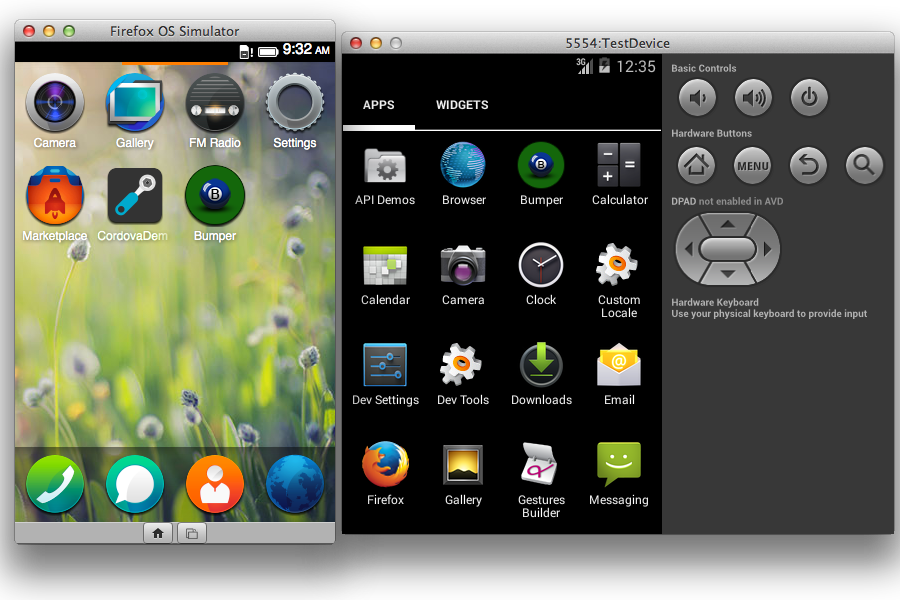 Firefox OS Simulator
9:32 AM
Camera
Gallery
FM Radio
Settings
Marketplace
CordovaDem
B
Bumper
5554:TestDevice
3G
12:35
APPS
WIDGETS
API Demos
Browser
B
Bumper
Calculator
Calendar
Camera
Clock
Custom
Locale
Dev Settings
Dev Tools
Downloads
@
Email
Firefox
Gallery
Gestures
Builder
Messaging
Basic Controls
Hardware Buttons
MENU
DPAD not enabled in AVD
Hardware Keyboard
Use your physical keyboard to provide input